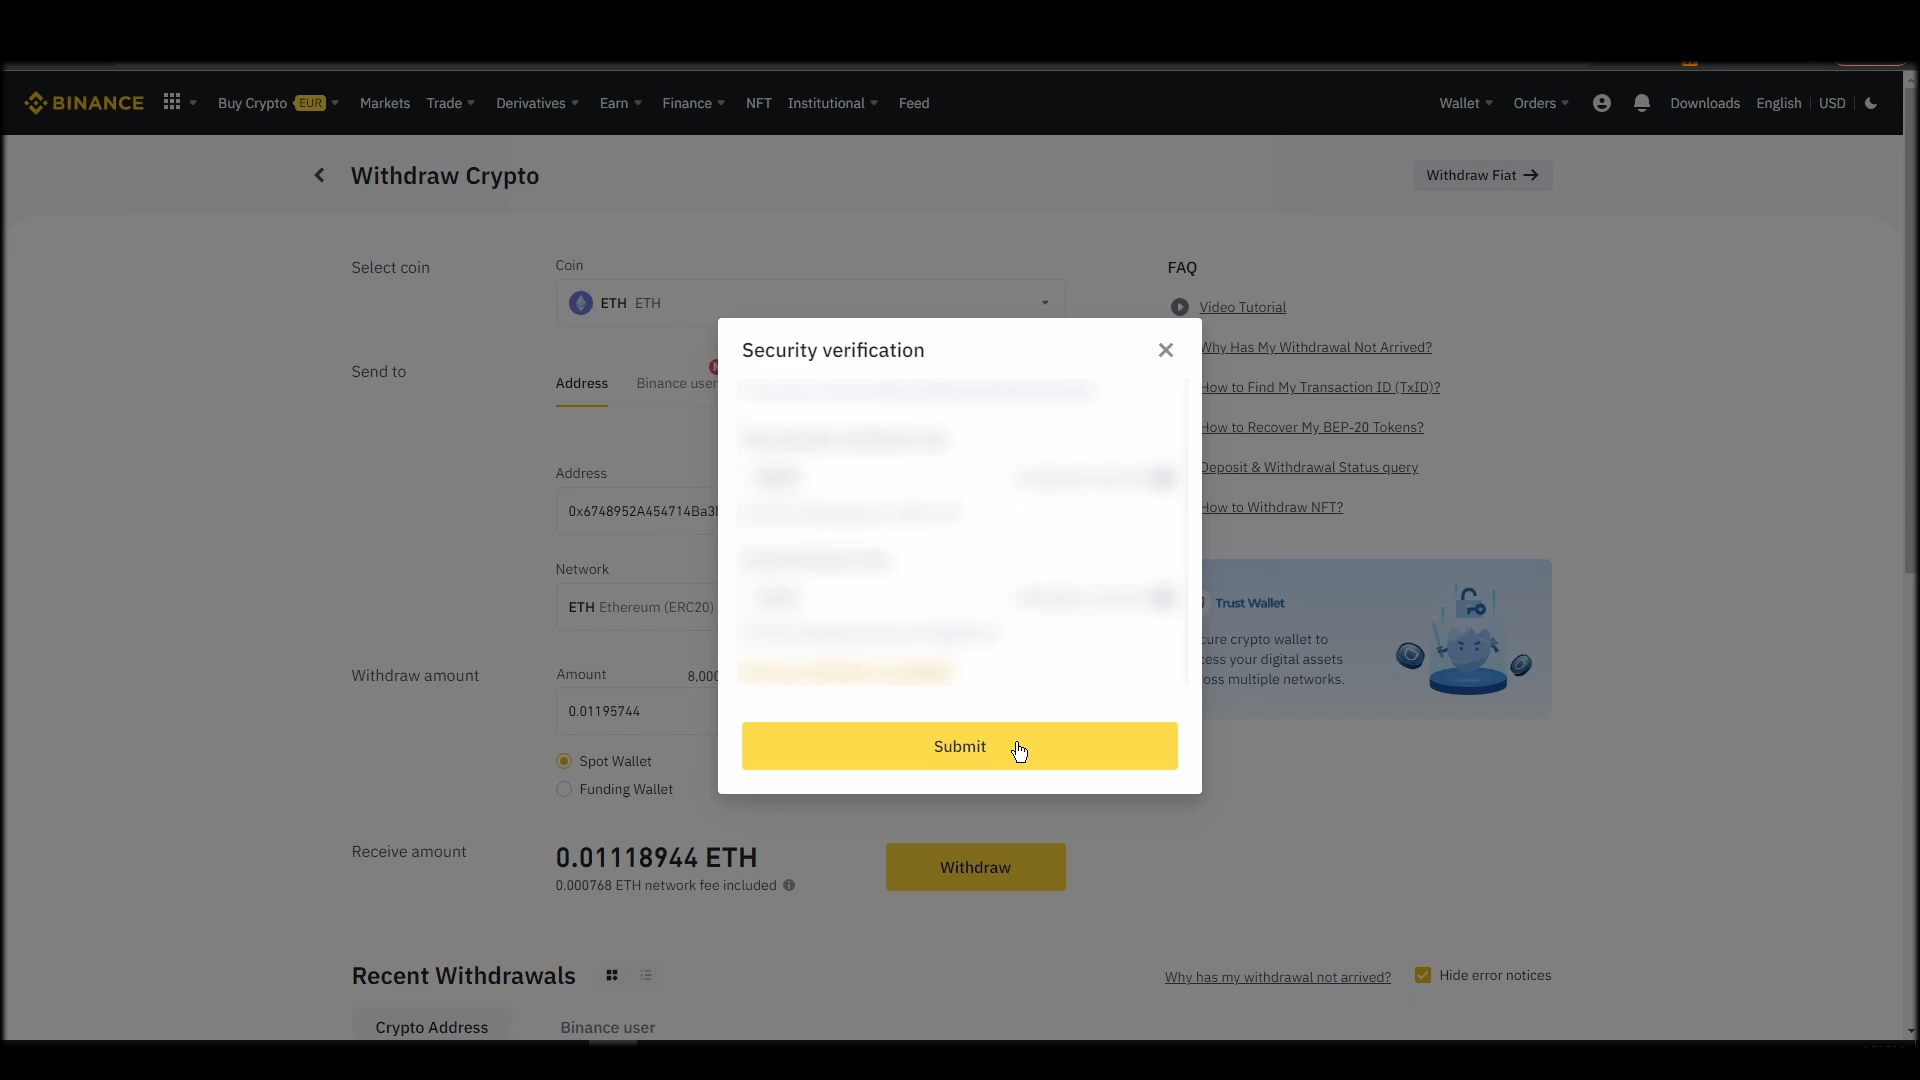 BINANCE Buy Crypto EUR Markets Trade Derivatives Earn Finance NFT Institutional Feed Wallet Orders Downloads English USD
Withdraw Crypto
Withdraw Fiat →
Select coin
Coin
ETH ETH
Send to
Address Binance user
Address
0x6748952A454714Ba3
Network
ETH Ethereum (ERC20)
Withdraw amount
Amount 8,000
0.01195744
Spot Wallet
Funding Wallet
Receive amount
0.01118944 ETH
0.000768 ETH network fee included
Withdraw
Security verification
Submit
FAQ
Video Tutorial
Why Has My Withdrawal Not Arrived?
How to Find My Transaction ID (TxID)?
How to Recover My BEP-20 Tokens?
Deposit & Withdrawal Status query
How to Withdraw NFT?
Trust Wallet
cure crypto wallet to
cess your digital assets
oss multiple networks.
Recent Withdrawals
Why has my withdrawal not arrived?
Hide error notices
Crypto Address
Binance user